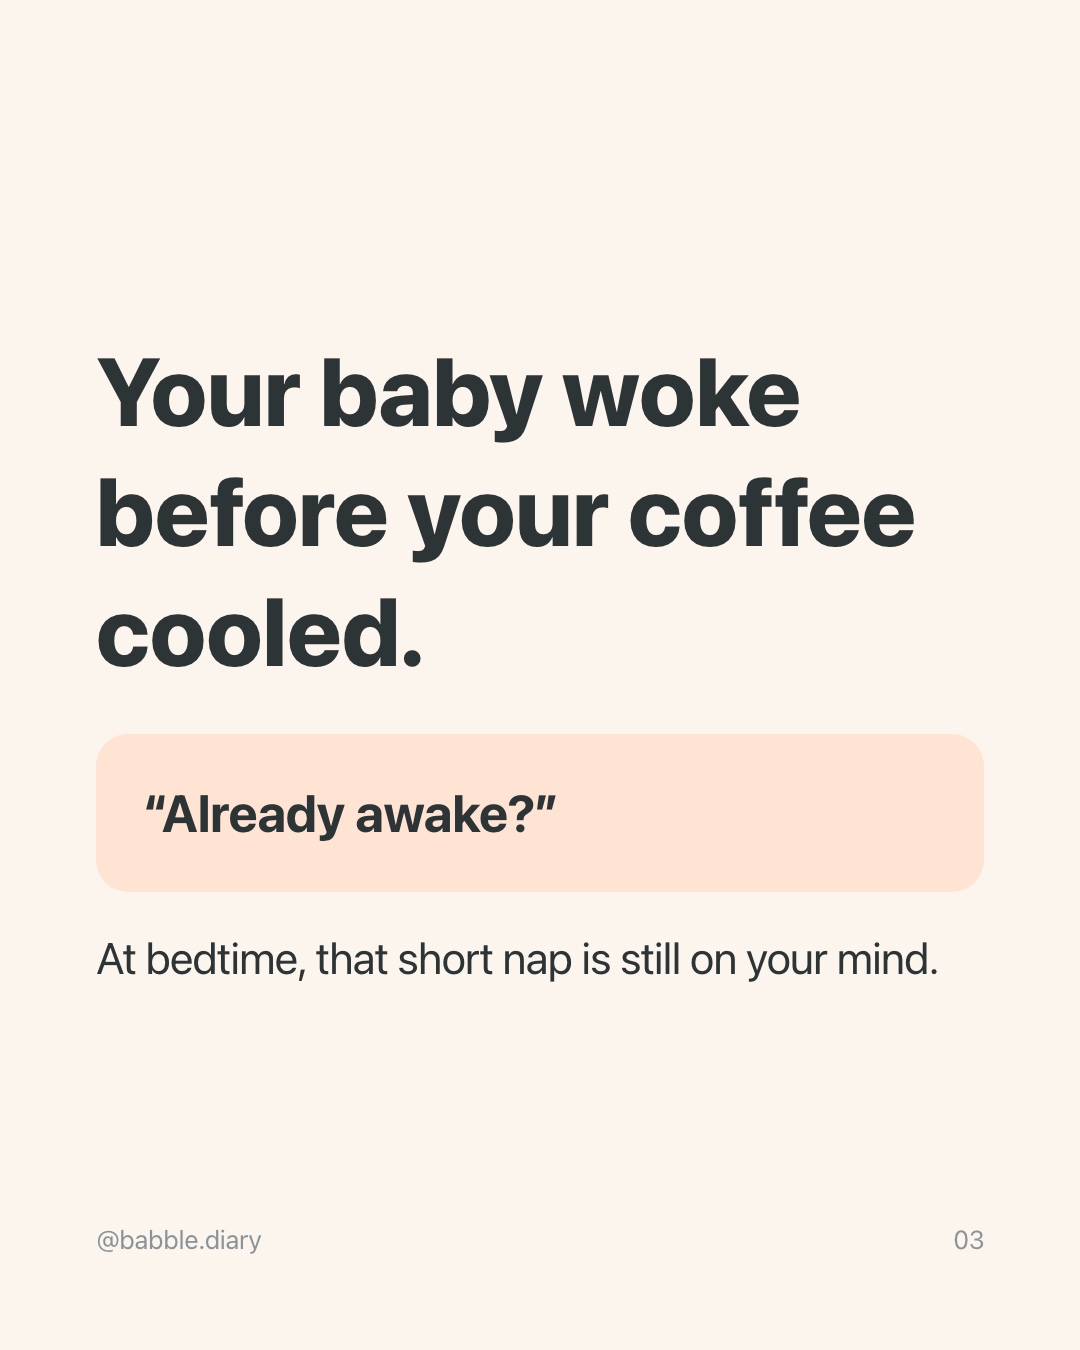 Your baby woke
before your coffee
cooled.
“Already awake?”
At bedtime, that short nap is still on your mind.
@babble.diary
03